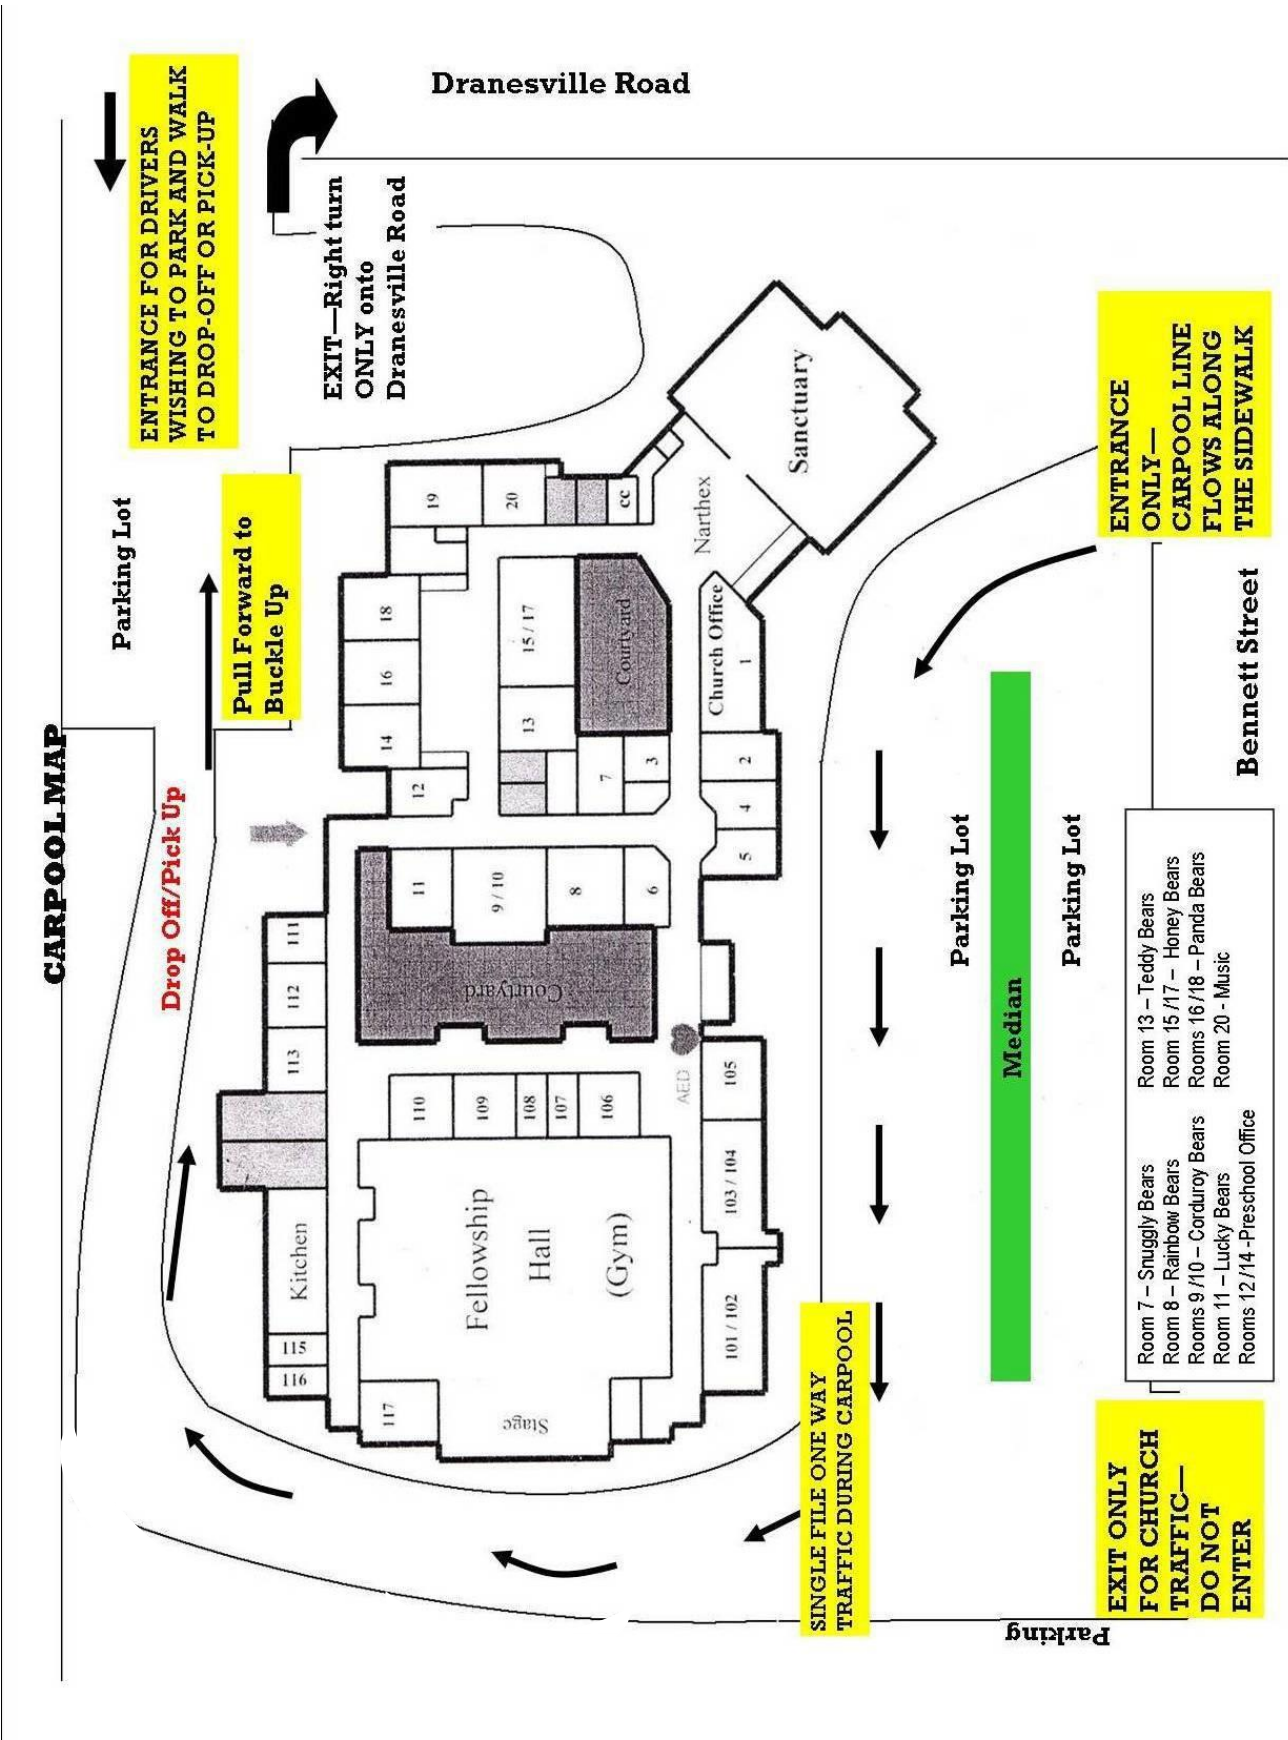 CARPOOL MAP
Dranesville Road
ENTRANCE FOR DRIVERS
WISHING TO PARK AND WALK
TO DROP-OFF OR PICK-UP
EXIT—Right turn
ONLY onto
Dranesville Road
Parking Lot
Pull Forward to
Buckle Up
Drop Off/Pick Up
116
115
Kitchen
113
112
111
12
14
16
18
19
20
cc
117
Stage
Fellowship
Hall
(Gym)
110
109
108
107
106
Courtyard
11
9 / 10
8
6
7
3
13
15 / 17
Courtyard
Narthex
Sanctuary
AED
101 / 102
103 / 104
105
5
4
2
Church Office
1
SINGLE FILE ONE WAY
TRAFFIC DURING CARPOOL
Parking Lot
Median
Parking Lot
ENTRANCE
ONLY—
CARPOOL LINE
FLOWS ALONG
THE SIDEWALK
Bennett Street
EXIT ONLY
FOR CHURCH
TRAFFIC—
DO NOT
ENTER
Parking
Room 7 – Snuggly Bears
Room 8 – Rainbow Bears
Rooms 9 /10 – Corduroy Bears
Room 11 – Lucky Bears
Rooms 12 /14 -Preschool Office
Room 13 – Teddy Bears
Room 15 /17 – Honey Bears
Rooms 16 /18 – Panda Bears
Room 20 - Music